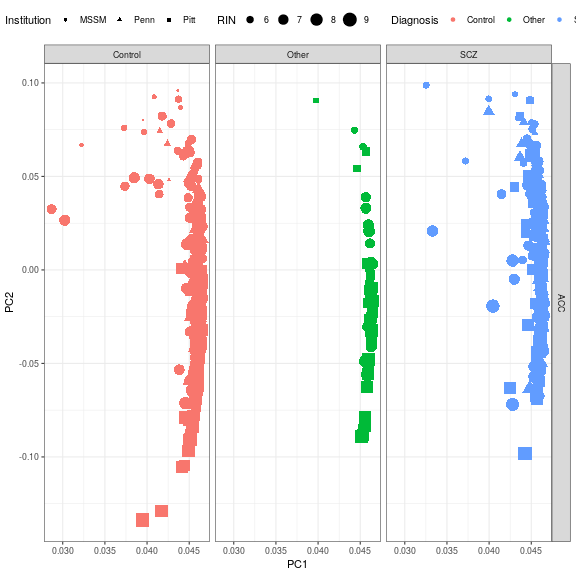 Institution MSSM Penn Pitt RIN 6 7 8 9 Diagnosis Control Other
Control Other SCZ
0.10
0.05
0.00
-0.05
-0.10
PC2
ACC
0.030 0.035 0.040 0.045 0.030 0.035 0.040 0.045 0.030 0.035 0.040 0.045
PC1